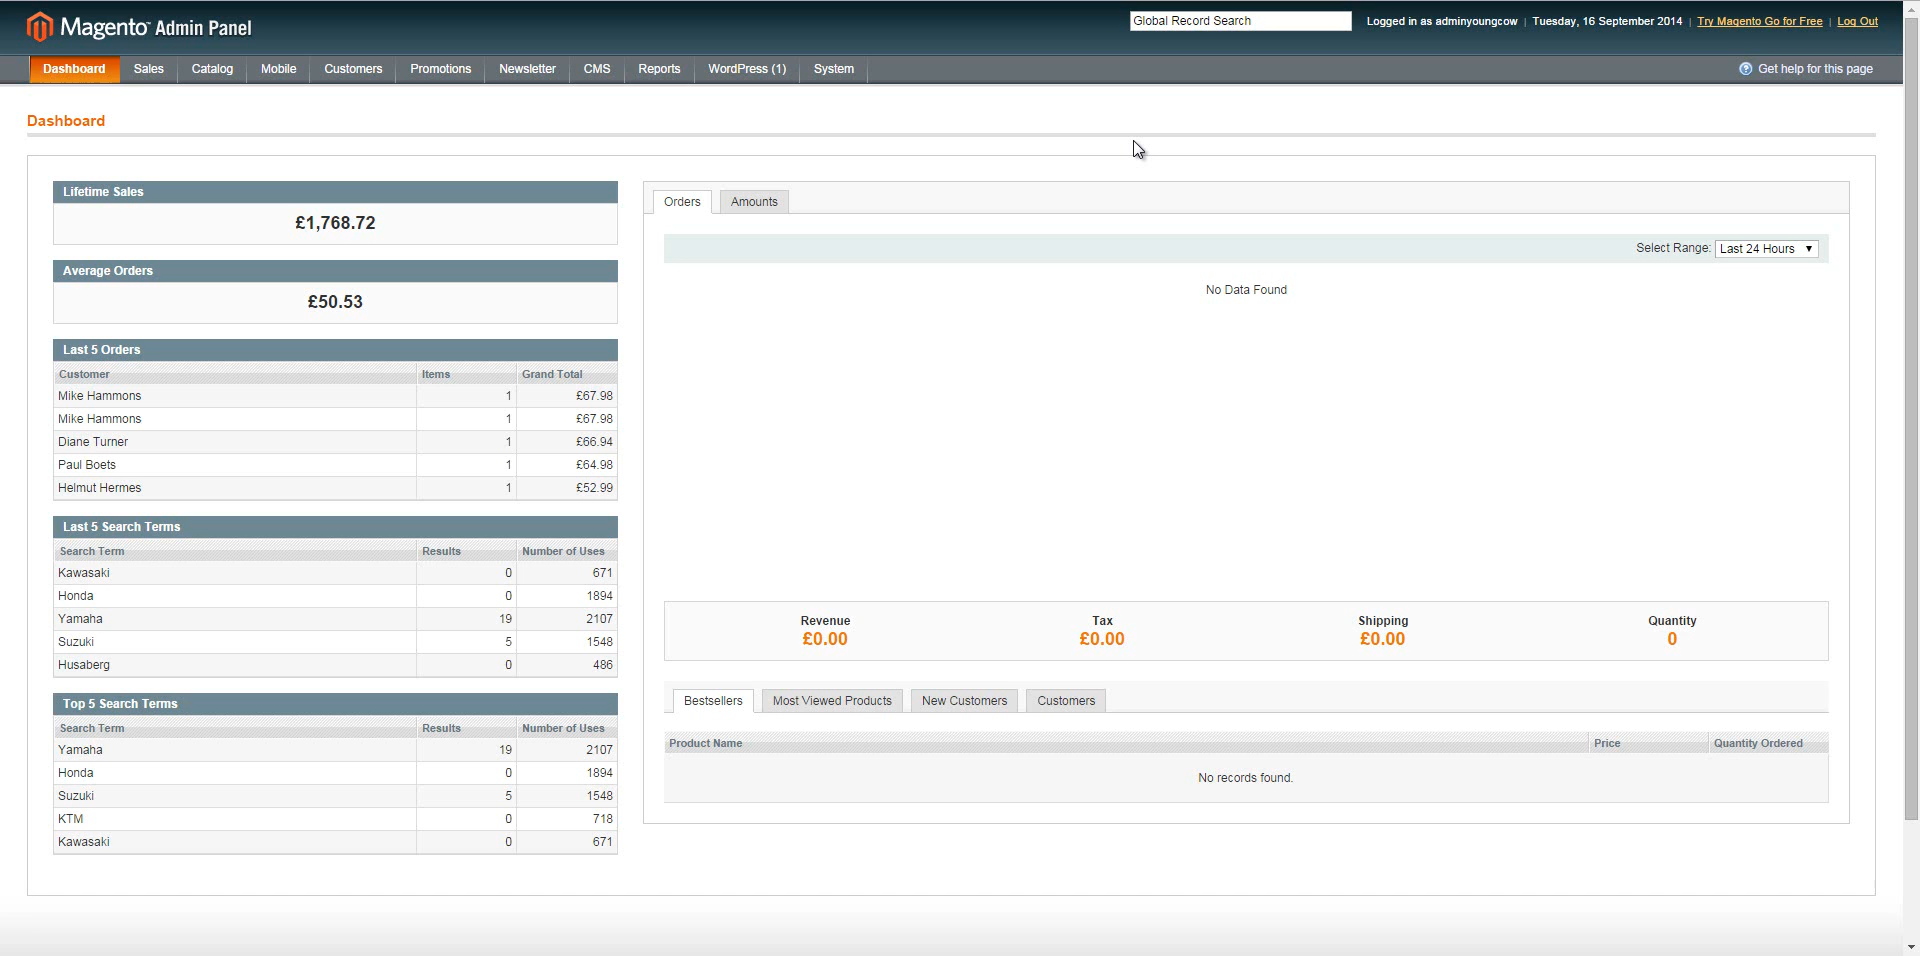 Magento Admin Panel
Global Record Search
Logged in as adminyoungcow | Tuesday, 16 September 2014 | Try Magento Go for Free | Log Out
Dashboard Sales Catalog Mobile Customers Promotions Newsletter CMS Reports WordPress (1) System
Get help for this page
Dashboard
Lifetime Sales
£1,768.72
Average Orders
£50.53
Last 5 Orders
Customer Items Grand Total
Mike Hammons 1 £67.98
Mike Hammons 1 £67.98
Diane Turner 1 £66.94
Paul Boets 1 £64.98
Helmut Hermes 1 £52.99
Last 5 Search Terms
Search Term Results Number of Uses
Kawasaki 0 671
Honda 0 1894
Yamaha 19 2107
Suzuki 5 1548
Husaberg 0 486
Top 5 Search Terms
Search Term Results Number of Uses
Yamaha 19 2107
Honda 0 1894
Suzuki 5 1548
KTM 0 718
Kawasaki 0 671
Orders Amounts
Select Range: Last 24 Hours
No Data Found
Revenue Tax Shipping Quantity
£0.00 £0.00 £0.00 0
Bestsellers Most Viewed Products New Customers Customers
Product Name Price Quantity Ordered
No records found.